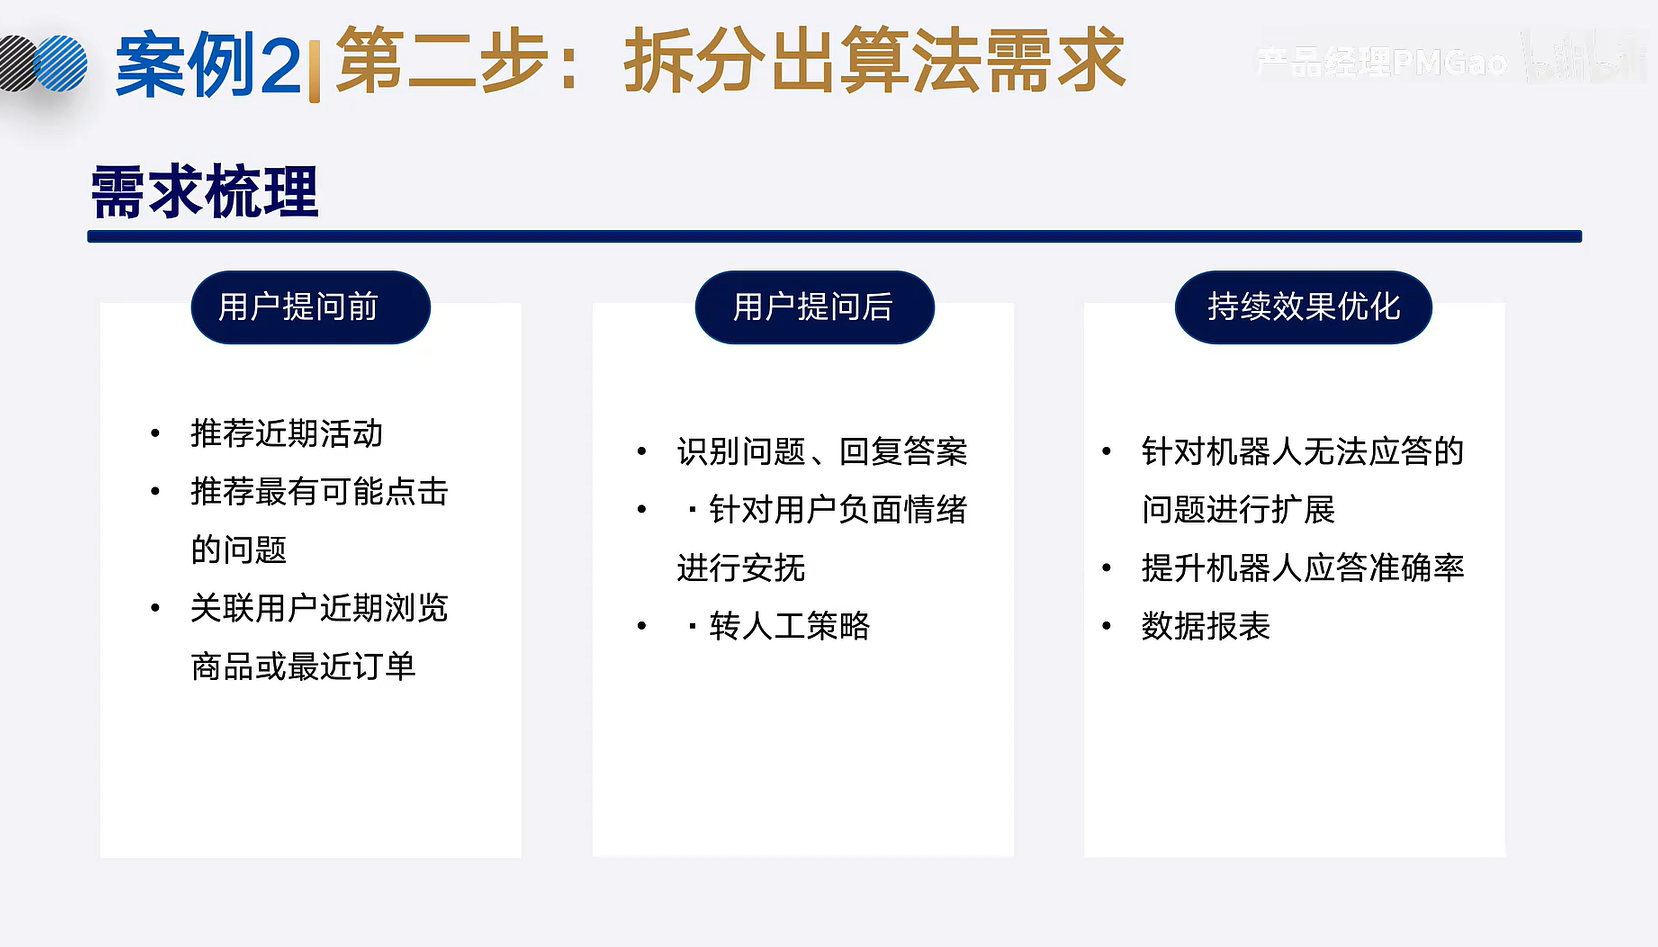 案例2|第二步：拆分出算法需求
产品经理PMGao
需求梳理
用户提问前
• 推荐近期活动
• 推荐最有可能点击
的问题
• 关联用户近期浏览
商品或最近订单
用户提问后
• 识别问题、回复答案
• ·针对用户负面情绪
进行安抚
• ·转人工策略
持续效果优化
• 针对机器人无法应答的
问题进行扩展
• 提升机器人应答准确率
• 数据报表